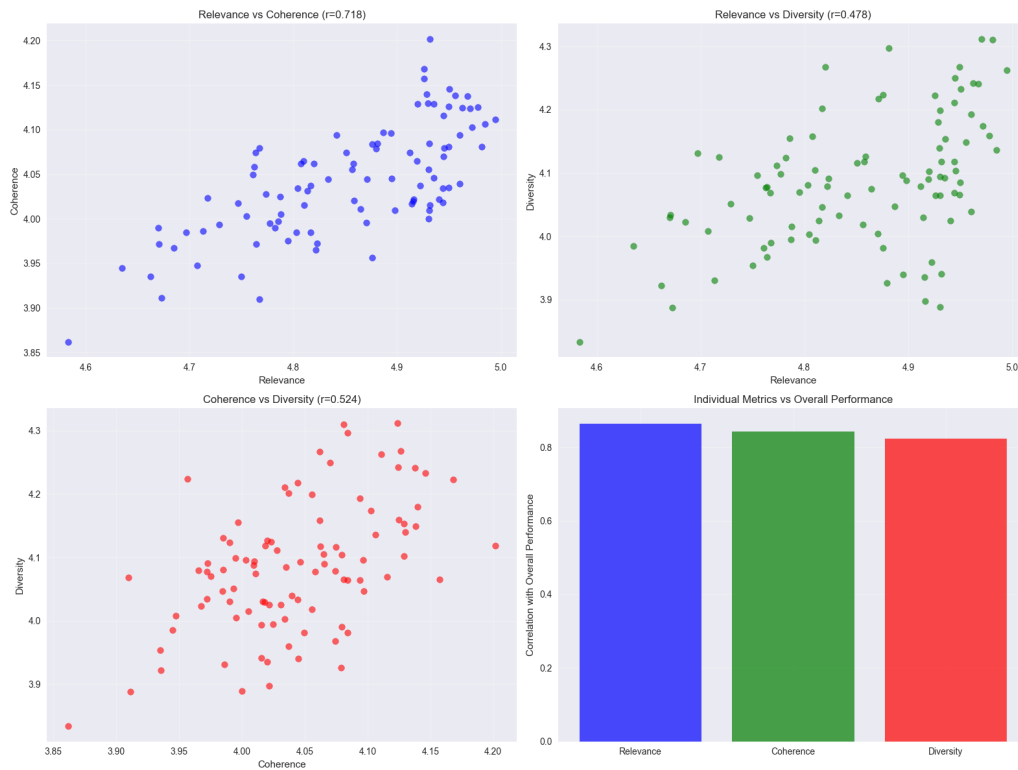 Relevance vs Coherence (r=0.718)
Coherence
4.20
4.15
4.10
4.05
4.00
3.95
3.90
3.85
4.6 4.7 4.8 4.9 5.0
Relevance
Relevance vs Diversity (r=0.478)
Diversity
4.3
4.2
4.1
4.0
3.9
4.6 4.7 4.8 4.9 5.0
Relevance
Coherence vs Diversity (r=0.524)
Diversity
4.3
4.2
4.1
4.0
3.9
3.85 3.90 3.95 4.00 4.05 4.10 4.15 4.20
Coherence
Individual Metrics vs Overall Performance
Correlation with Overall Performance
0.8
0.6
0.4
0.2
0.0
Relevance Coherence Diversity